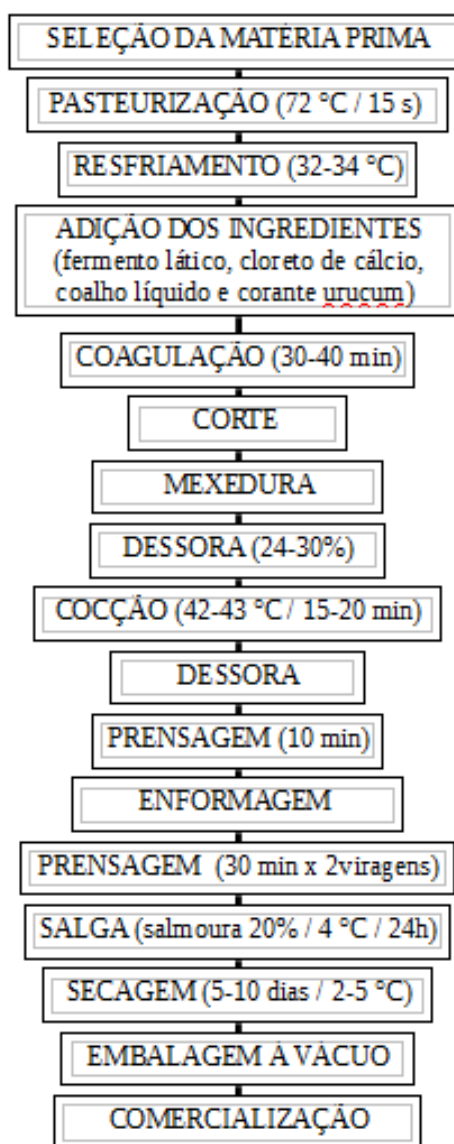 SELEÇÃO DA MATÉRIA PRIMA
PASTEURIZAÇÃO (72 °C / 15 s)
RESFRIAMENTO (32-34 °C)
ADIÇÃO DOS INGREDIENTES
(fermento lático, cloreto de cálcio,
coalho líquido e corante urucum)
COAGULAÇÃO (30-40 min)
CORTE
MEXEDURA
DESSORA (24-30%)
COCÇÃO (42-43 °C / 15-20 min)
DESSORA
PRENSAGEM (10 min)
ENFORMAGEM
PRENSAGEM (30 min x 2viragens)
SALGA (salmoura 20% / 4 °C / 24h)
SECAGEM (5-10 dias / 2-5 °C)
EMBALAGEM À VÁCUO
COMERCIALIZAÇÃO